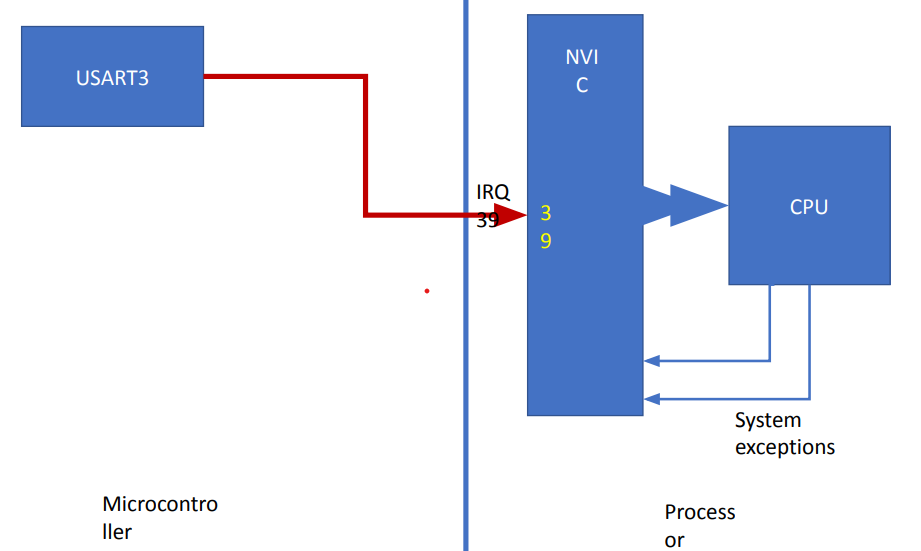 USART3
NVI
C
IRQ
39
3
9
CPU
System
exceptions
Microcontro
ller
Process
or